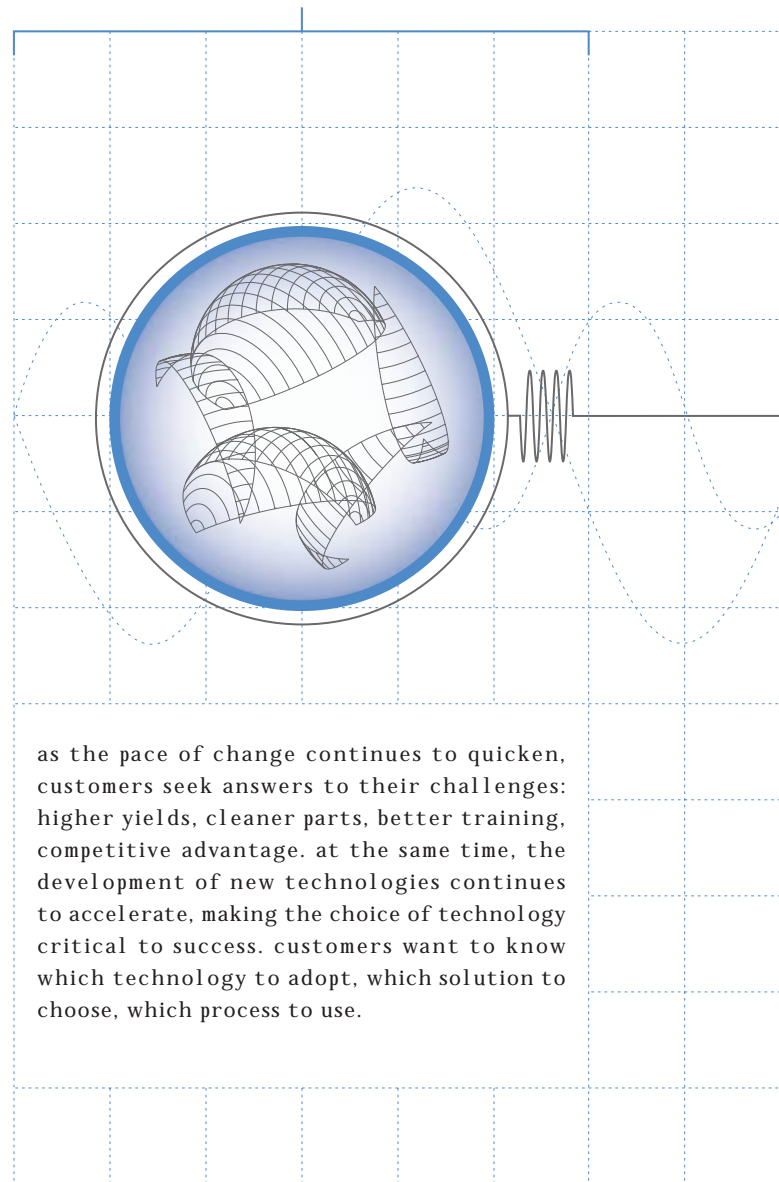 as the pace of change continues to quicken,
customers seek answers to their challenges:
higher yields, cleaner parts, better training,
competitive advantage. at the same time, the
development of new technologies continues
to accelerate, making the choice of technology
critical to success. customers want to know
which technology to adopt, which solution to
choose, which process to use.